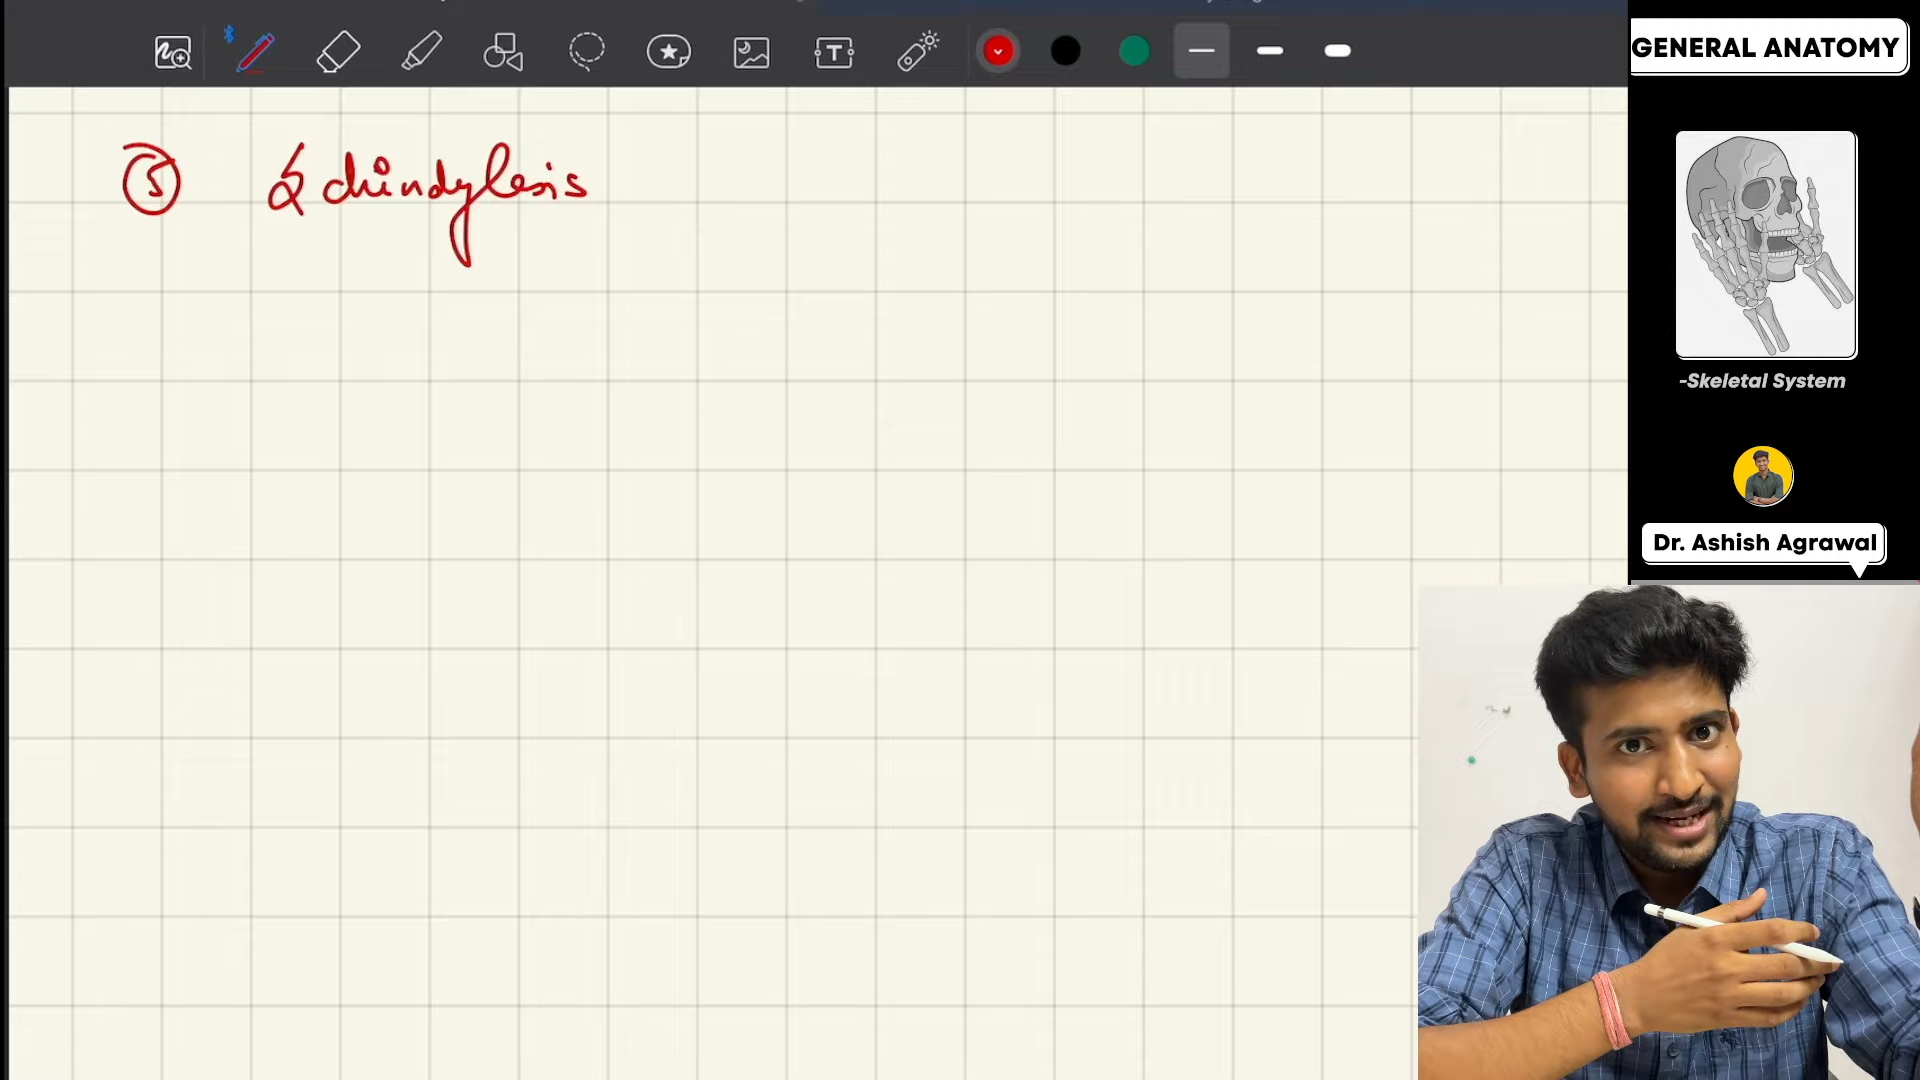 GENERAL ANATOMY
⑤ Schindylesis
-Skeletal System
Dr. Ashish Agrawal